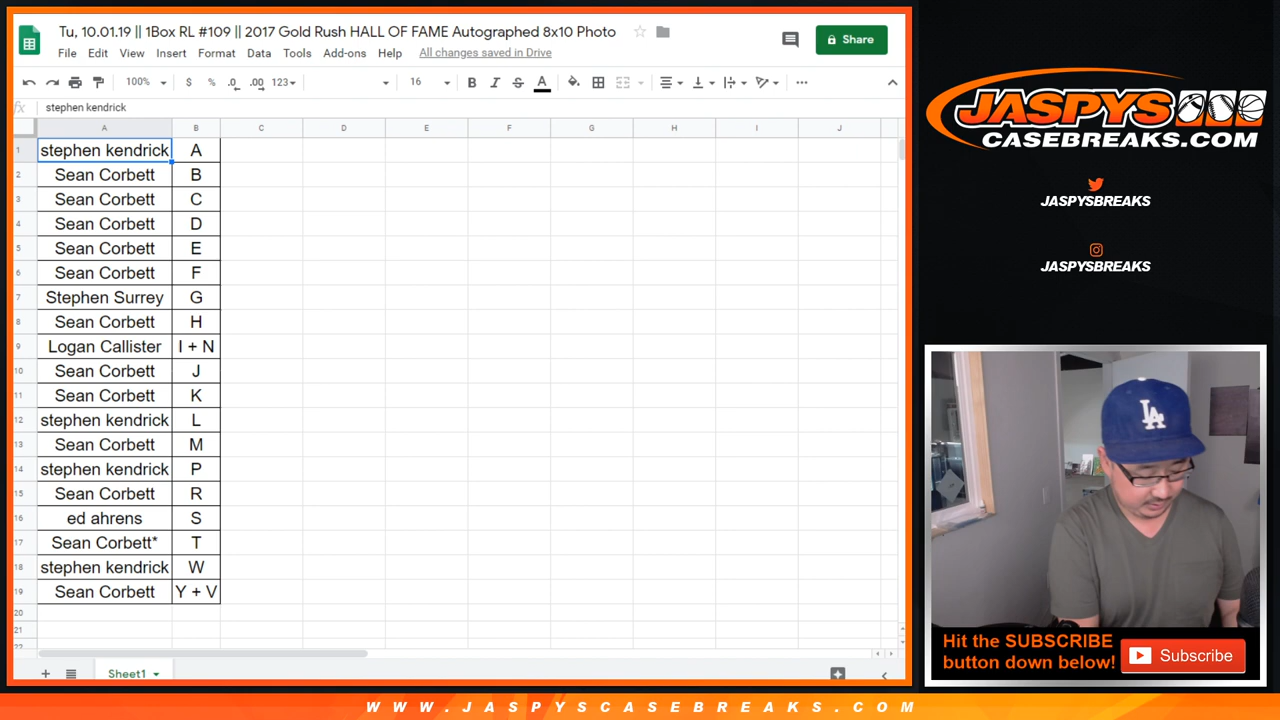 Tu, 10.01.19 || 1Box RL #109 || 2017 Gold Rush HALL OF FAME Autographed 8x10 Photo
File Edit View Insert Format Data Tools Add-ons Help All changes saved in Drive
Share
100% $ % .0 .00 123 16 B I S A
fx stephen kendrick
A B C D E F G H I J
1 stephen kendrick A
2 Sean Corbett B
3 Sean Corbett C
4 Sean Corbett D
5 Sean Corbett E
6 Sean Corbett F
7 Stephen Surrey G
8 Sean Corbett H
9 Logan Callister I + N
10 Sean Corbett J
11 Sean Corbett K
12 stephen kendrick L
13 Sean Corbett M
14 stephen kendrick P
15 Sean Corbett R
16 ed ahrens S
17 Sean Corbett* T
18 stephen kendrick W
19 Sean Corbett Y + V
20
21
22
Sheet1
JASPYS
CASEBREAKS.COM
JASPYSBREAKS
JASPYSBREAKS
LA
Hit the SUBSCRIBE
button down below!
Subscribe
WWW.JASPYSCASEBREAKS.COM